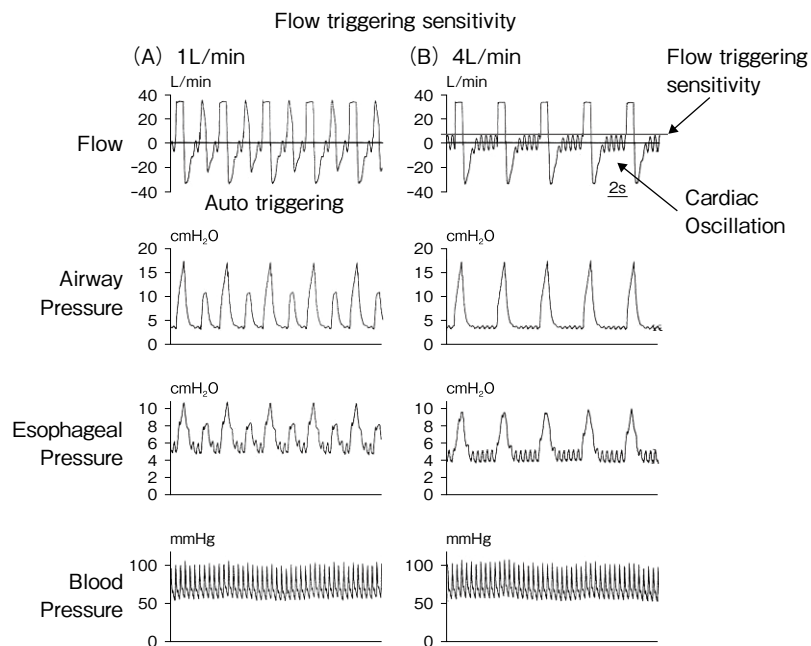 Flow triggering sensitivity
(A) 1L/min
(B) 4L/min
Flow triggering
sensitivity
L/min
L/min
40
20
0
−20
−40
40
20
0
−20
−40
Flow
2s
Cardiac
Oscillation
Auto triggering
cmH₂O
cmH₂O
20
15
10
5
0
20
15
10
5
0
Airway
Pressure
cmH₂O
cmH₂O
10
8
6
4
2
0
10
8
6
4
2
0
Esophageal
Pressure
mmHg
mmHg
100
50
0
100
50
0
Blood
Pressure